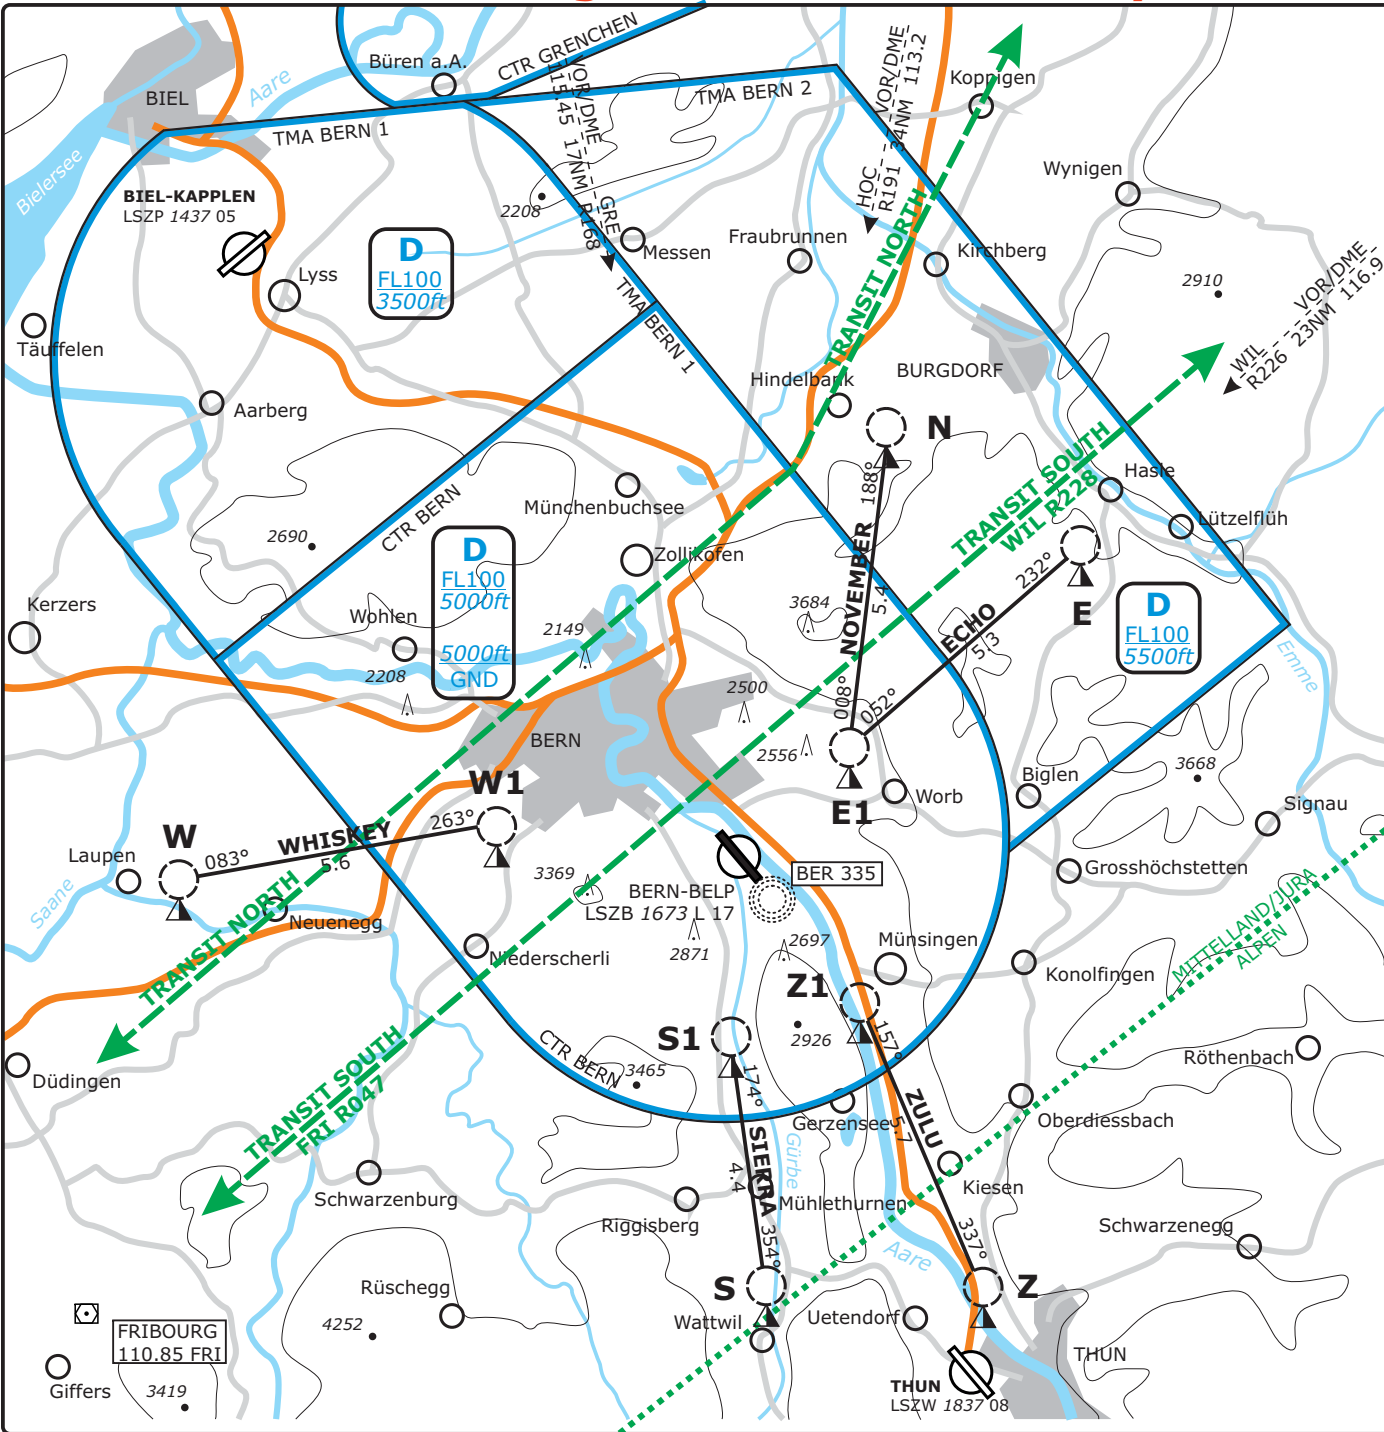 Büren a.A.
CTR GRENCHEN
VOR/DME
115.45 17NM R168
GRE
TMA BERN 2
VOR/DME
113.2
HOC
R191 34NM
Koppigen
BIEL
Aare
TMA BERN 1
Bielersee
BIEL-KAPPLEN
LSZP 1437 05
2208
Wynigen
D
FL100
3500ft
Messen
Fraubrunnen
Kirchberg
TRANSIT NORTH
2910
VOR/DME
116.9
WIL
R226 23NM
Lyss
Täuffelen
TMA BERN 1
Hindelbank
BURGDORF
Aarberg
N
188°
TRANSIT SOUTH
WIL R228
Hasle
Münchenbuchsee
CTR BERN
2690
Lützelflüh
D
FL100
5000ft
5000ft
GND
Zollikofen
NOVEMBER
5.4
232°
E
ECHO
5.3
D
FL100
5500ft
Kerzers
Wohlen
2149
3684
2208
2500
008°
052°
Emme
BERN
2556
W1
263°
E1
Worb
Biglen
3668
Signau
W
083°
WHISKEY
5.6
Laupen
Saane
3369
BERN-BELP
LSZB 1673 L 17
BER 335
Grosshöchstetten
TRANSIT NORTH
Neuenegg
Niederscherli
2871
2697
Münsingen
Konolfingen
MITTELLAND/JURA
ALPEN
Z1
2926
157°
S1
174°
CTR BERN
3465
Röthenbach
Düdingen
TRANSIT SOUTH
FRI R047
Gerzensee
ZULU
5.7
Oberdiessbach
SIERRA
4.4
Gürbe
Schwarzenburg
Riggisberg
Mühlethurnen
Kiesen
Schwarzenegg
354°
337°
Aare
Rüschegg
S
Z
4252
Wattwil
Uetendorf
FRIBOURG
110.85 FRI
Giffers
3419
THUN
THUN
LSZW 1837 08